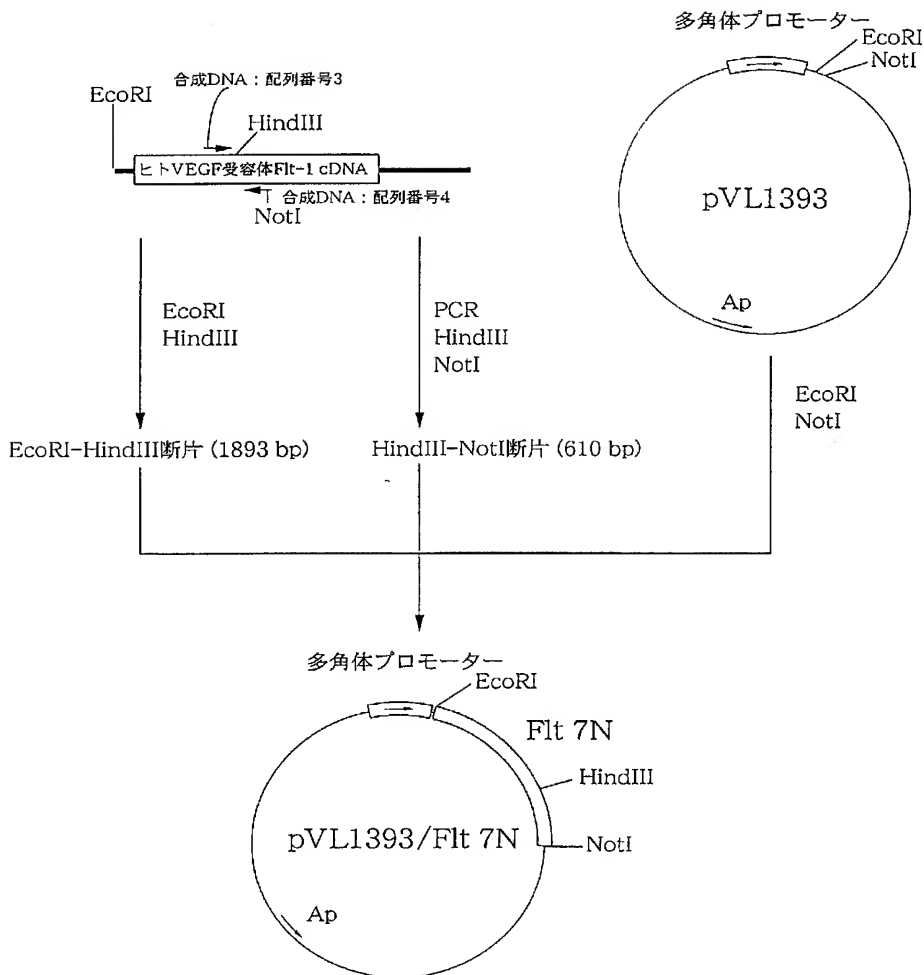 多角体プロモーター
EcoRI
NotI
pVL1393
Ap
合成DNA：配列番号3
EcoRI
HindIII
ヒトVEGF受容体Flt-1 cDNA
合成DNA：配列番号4
NotI
EcoRI
HindIII
PCR
HindIII
NotI
EcoRI
NotI
EcoRI-HindIII断片 (1893 bp)
HindIII-NotI断片 (610 bp)
多角体プロモーター
EcoRI
Flt 7N
HindIII
pVL1393/Flt 7N
NotI
Ap